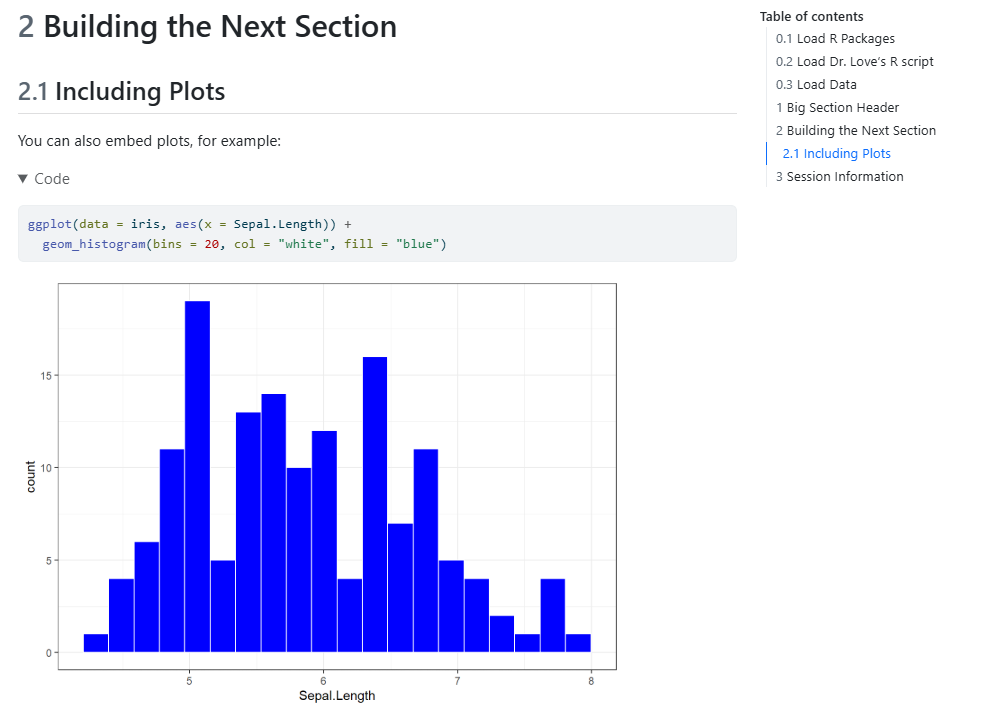 2 Building the Next Section
2.1 Including Plots
You can also embed plots, for example:
▼ Code
ggplot(data = iris, aes(x = Sepal.Length)) +
  geom_histogram(bins = 20, col = "white", fill = "blue")
count
15
10
5
0
5 6 7 8
Sepal.Length
Table of contents
0.1 Load R Packages
0.2 Load Dr. Love's R script
0.3 Load Data
1 Big Section Header
2 Building the Next Section
2.1 Including Plots
3 Session Information